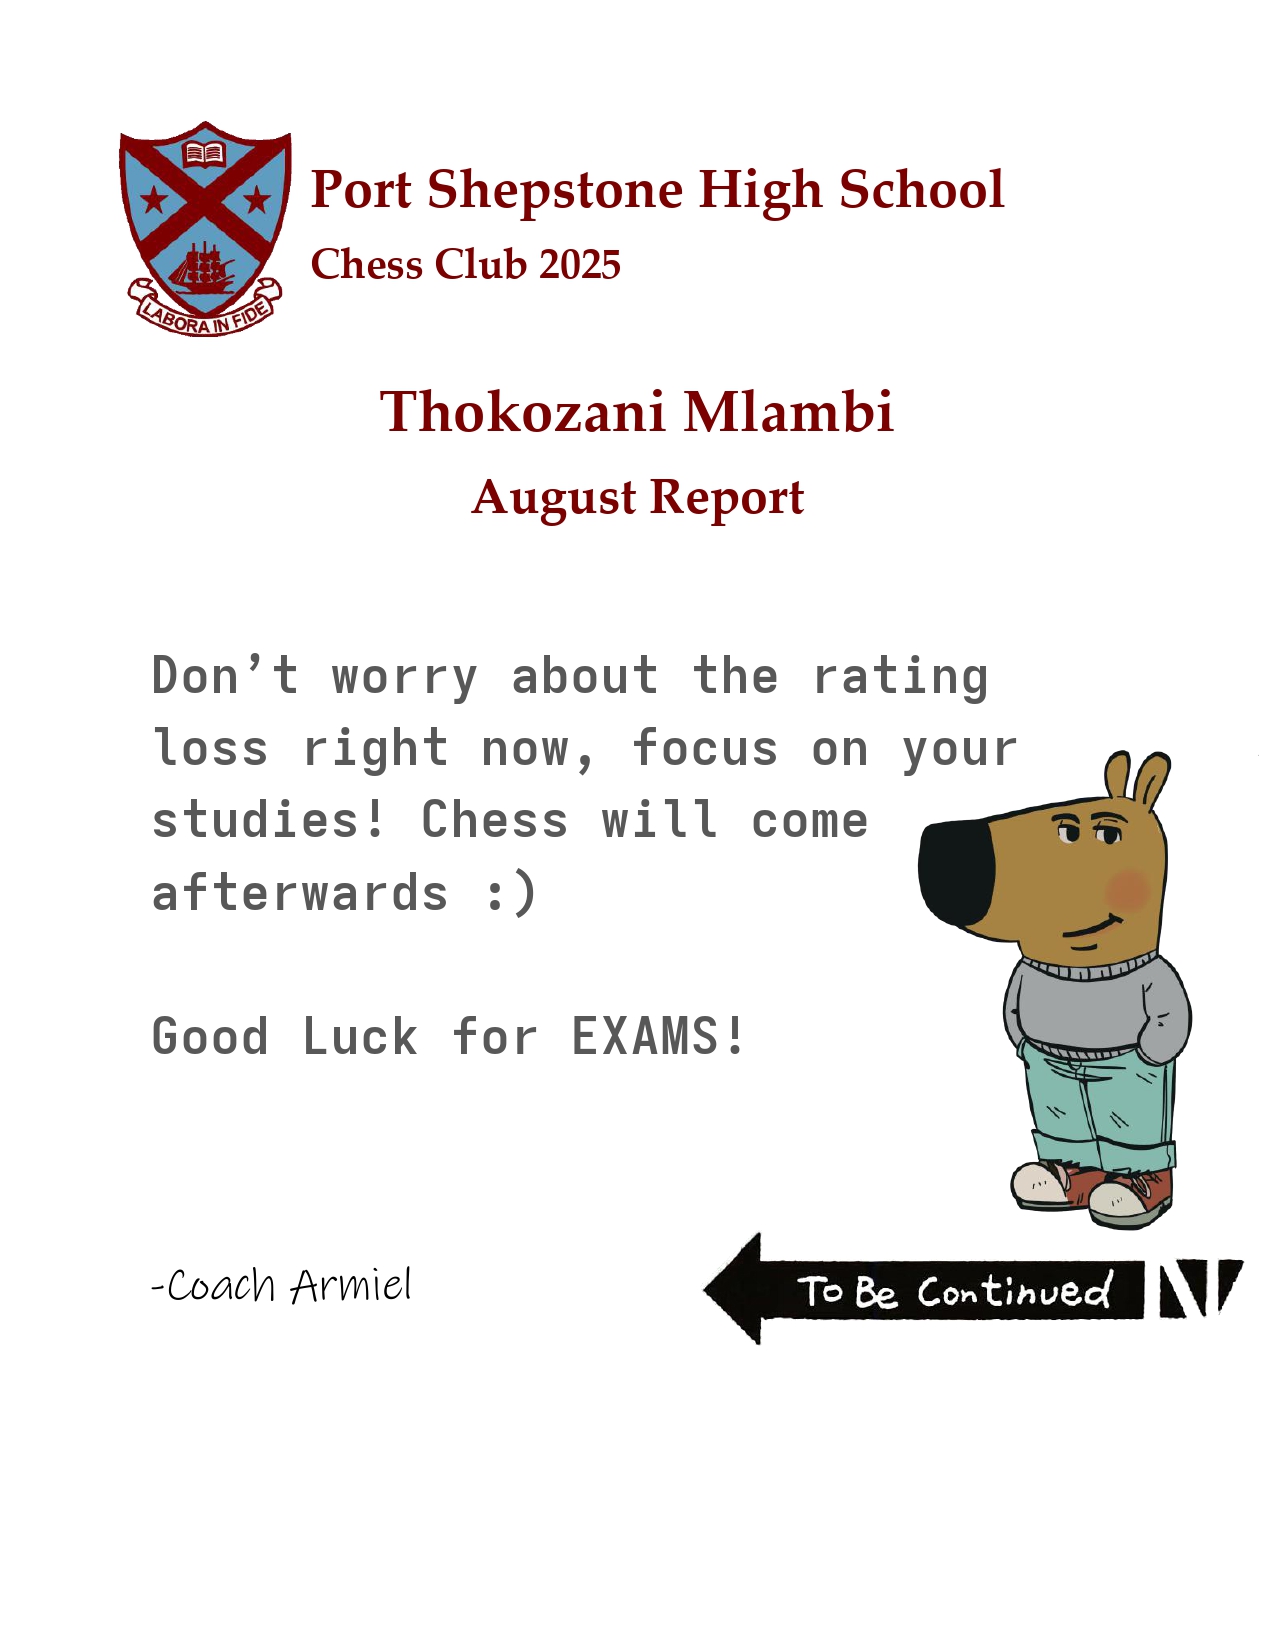 LABORA IN FIDE
Port Shepstone High School
Chess Club 2025
Thokozani Mlambi
August Report
Don’t worry about the rating
loss right now, focus on your
studies! Chess will come
afterwards :)
Good Luck for EXAMS!
-Coach Armiel
To Be Continued